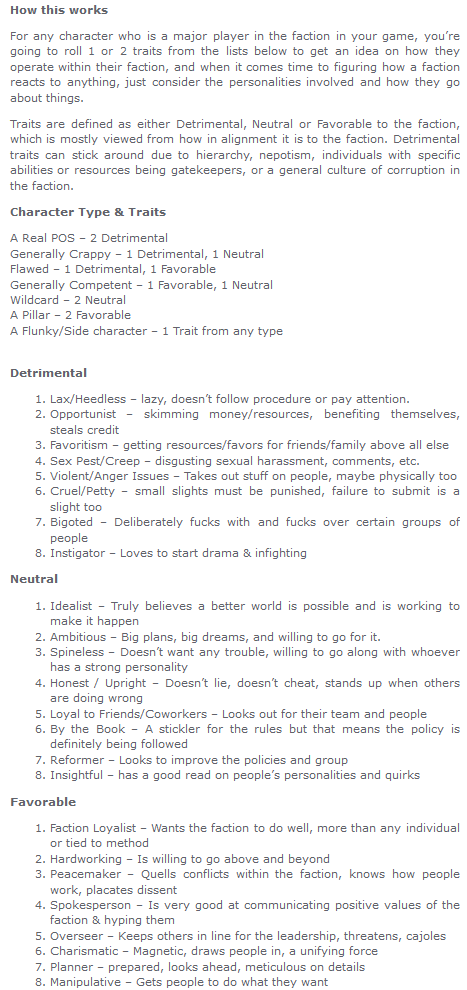 How this works
For any character who is a major player in the faction in your game, you’re
going to roll 1 or 2 traits from the lists below to get an idea on how they
operate within their faction, and when it comes time to figuring how a faction
reacts to anything, just consider the personalities involved and how they go
about things.
Traits are defined as either Detrimental, Neutral or Favorable to the faction,
which is mostly viewed from how in alignment it is to the faction. Detrimental
traits can stick around due to hierarchy, nepotism, individuals with specific
abilities or resources being gatekeepers, or a general culture of corruption in
the faction.
Character Type & Traits
A Real POS – 2 Detrimental
Generally Crappy – 1 Detrimental, 1 Neutral
Flawed – 1 Detrimental, 1 Favorable
Generally Competent – 1 Favorable, 1 Neutral
Wildcard – 2 Neutral
A Pillar – 2 Favorable
A Flunky/Side character – 1 Trait from any type
Detrimental
1. Lax/Heedless – lazy, doesn’t follow procedure or pay attention.
2. Opportunist – skimming money/resources, benefiting themselves,
steals credit
3. Favoritism – getting resources/favors for friends/family above all else
4. Sex Pest/Creep – disgusting sexual harassment, comments, etc.
5. Violent/Anger Issues – Takes out stuff on people, maybe physically too
6. Cruel/Petty – small slights must be punished, failure to submit is a
slight too
7. Bigoted – Deliberately fucks with and fucks over certain groups of
people
8. Instigator – Loves to start drama & infighting
Neutral
1. Idealist – Truly believes a better world is possible and is working to
make it happen
2. Ambitious – Big plans, big dreams, and willing to go for it.
3. Spineless – Doesn’t want any trouble, willing to go along with whoever
has a strong personality
4. Honest / Upright – Doesn’t lie, doesn’t cheat, stands up when others
are doing wrong
5. Loyal to Friends/Coworkers – Looks out for their team and people
6. By the Book – A stickler for the rules but that means the policy is
definitely being followed
7. Reformer – Looks to improve the policies and group
8. Insightful – has a good read on people’s personalities and quirks
Favorable
1. Faction Loyalist – Wants the faction to do well, more than any individual
or tied to method
2. Hardworking – Is willing to go above and beyond
3. Peacemaker – Quells conflicts within the faction, knows how people
work, placates dissent
4. Spokesperson – Is very good at communicating positive values of the
faction & hyping them
5. Overseer – Keeps others in line for the leadership, threatens, cajoles
6. Charismatic – Magnetic, draws people in, a unifying force
7. Planner – prepared, looks ahead, meticulous on details
8. Manipulative – Gets people to do what they want